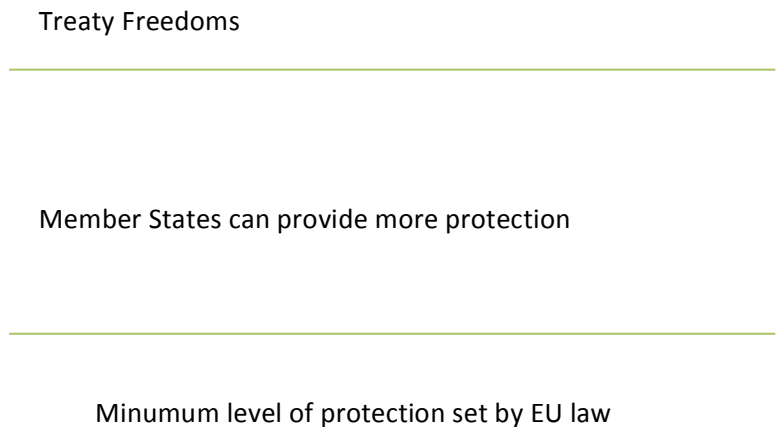 Treaty Freedoms
Member States can provide more protection
Minumum level of protection set by EU law